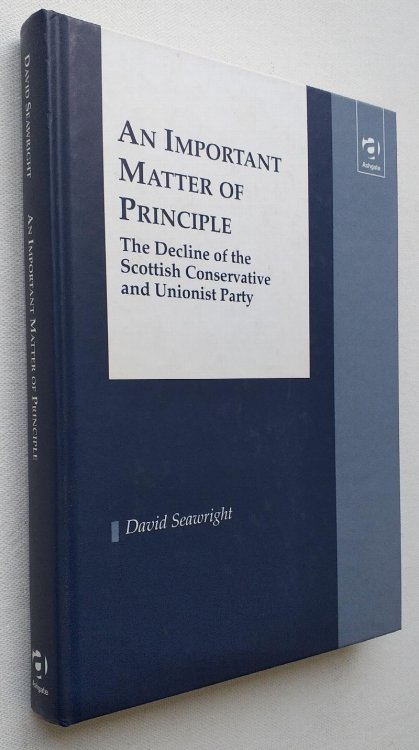 DAVID SEAWRIGHT
AN IMPORTANT MATTER OF PRINCIPLE
a
Ashgate
AN IMPORTANT
MATTER OF
PRINCIPLE
The Decline of the
Scottish Conservative
and Unionist Party
a
Ashgate
David Seawright